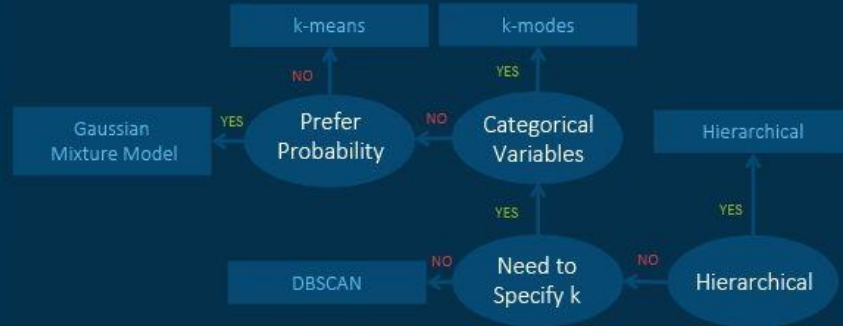 k-means
k-modes
NO
YES
Gaussian
Mixture Model
YES
Prefer
Probability
NO
Categorical
Variables
Hierarchical
YES
YES
DBSCAN
NO
Need to
Specify k
NO
Hierarchical